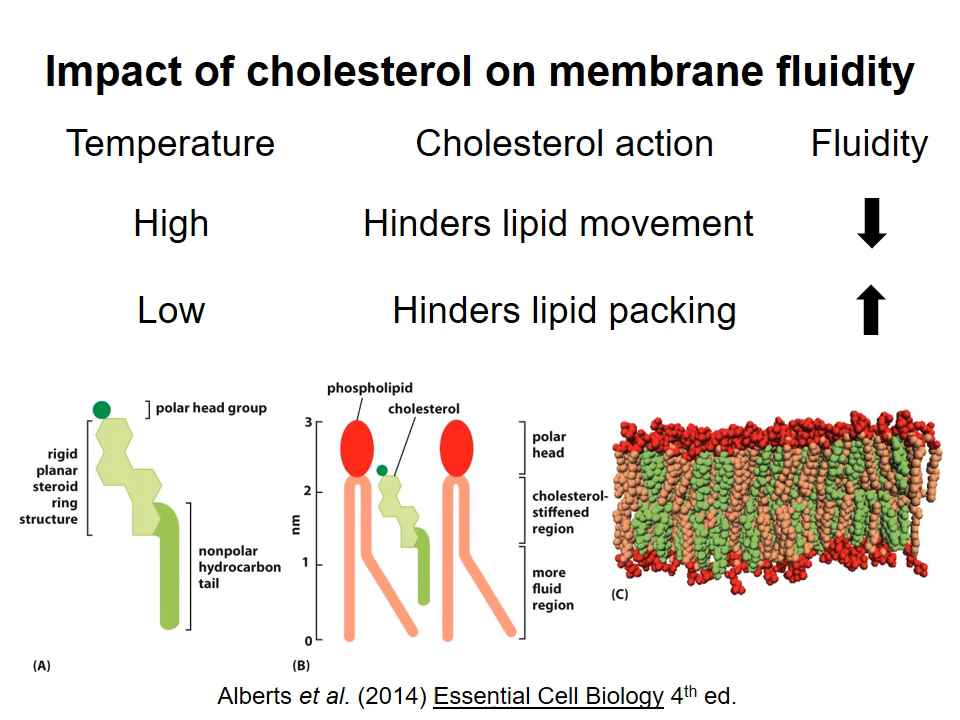 Impact of cholesterol on membrane fluidity
Temperature Cholesterol action Fluidity
High Hinders lipid movement
Low Hinders lipid packing
polar head group
rigid
planar
steroid
ring
structure
nonpolar
hydrocarbon
tail
(A)
phospholipid
cholesterol
3
2
1
0
nm
polar
head
cholesterol-
stiffened
region
more
fluid
region
(B)
(C)
Alberts et al. (2014) Essential Cell Biology 4th ed.